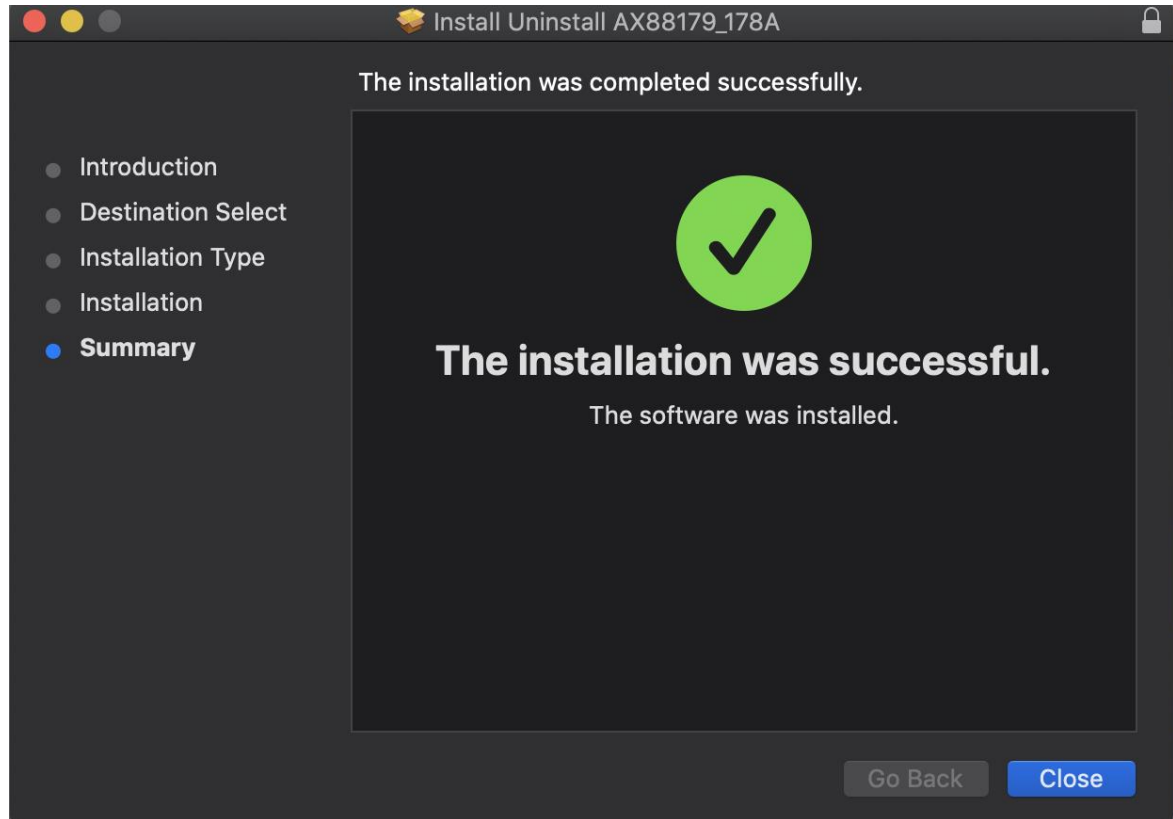 Install Uninstall AX88179_178A
The installation was completed successfully.
Introduction
Destination Select
Installation Type
Installation
Summary
The installation was successful.
The software was installed.
Go Back
Close